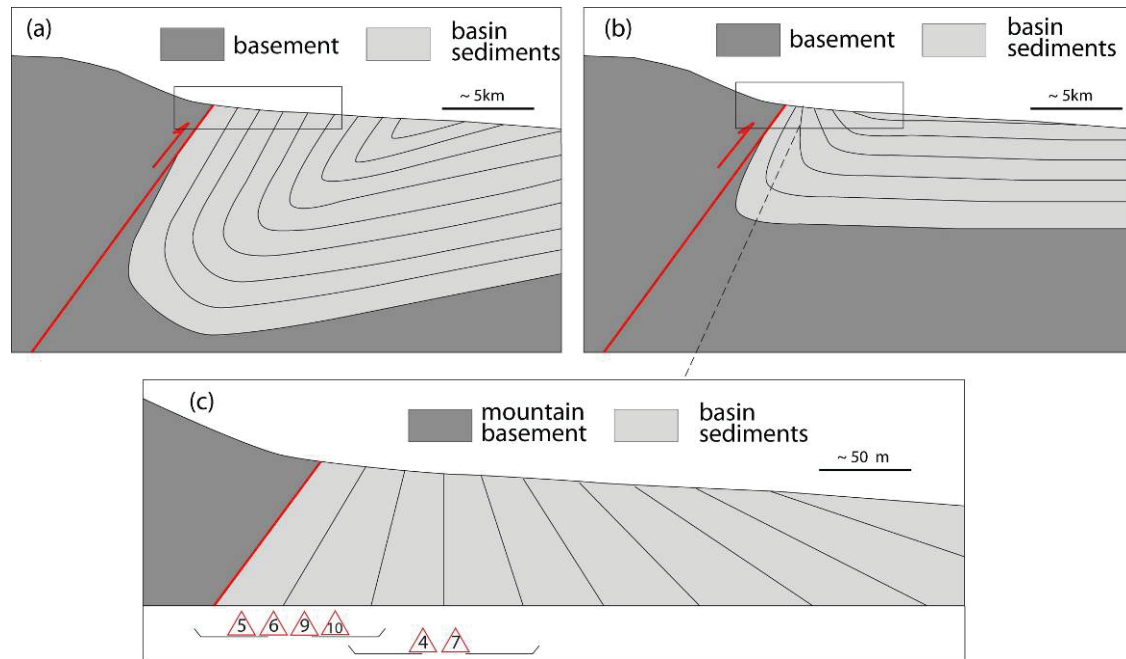 (a)
basement
basin
sediments
~ 5km
(b)
basement
basin
sediments
~ 5km
(c)
mountain
basement
basin
sediments
~ 50 m
5 6 9 10
4 7